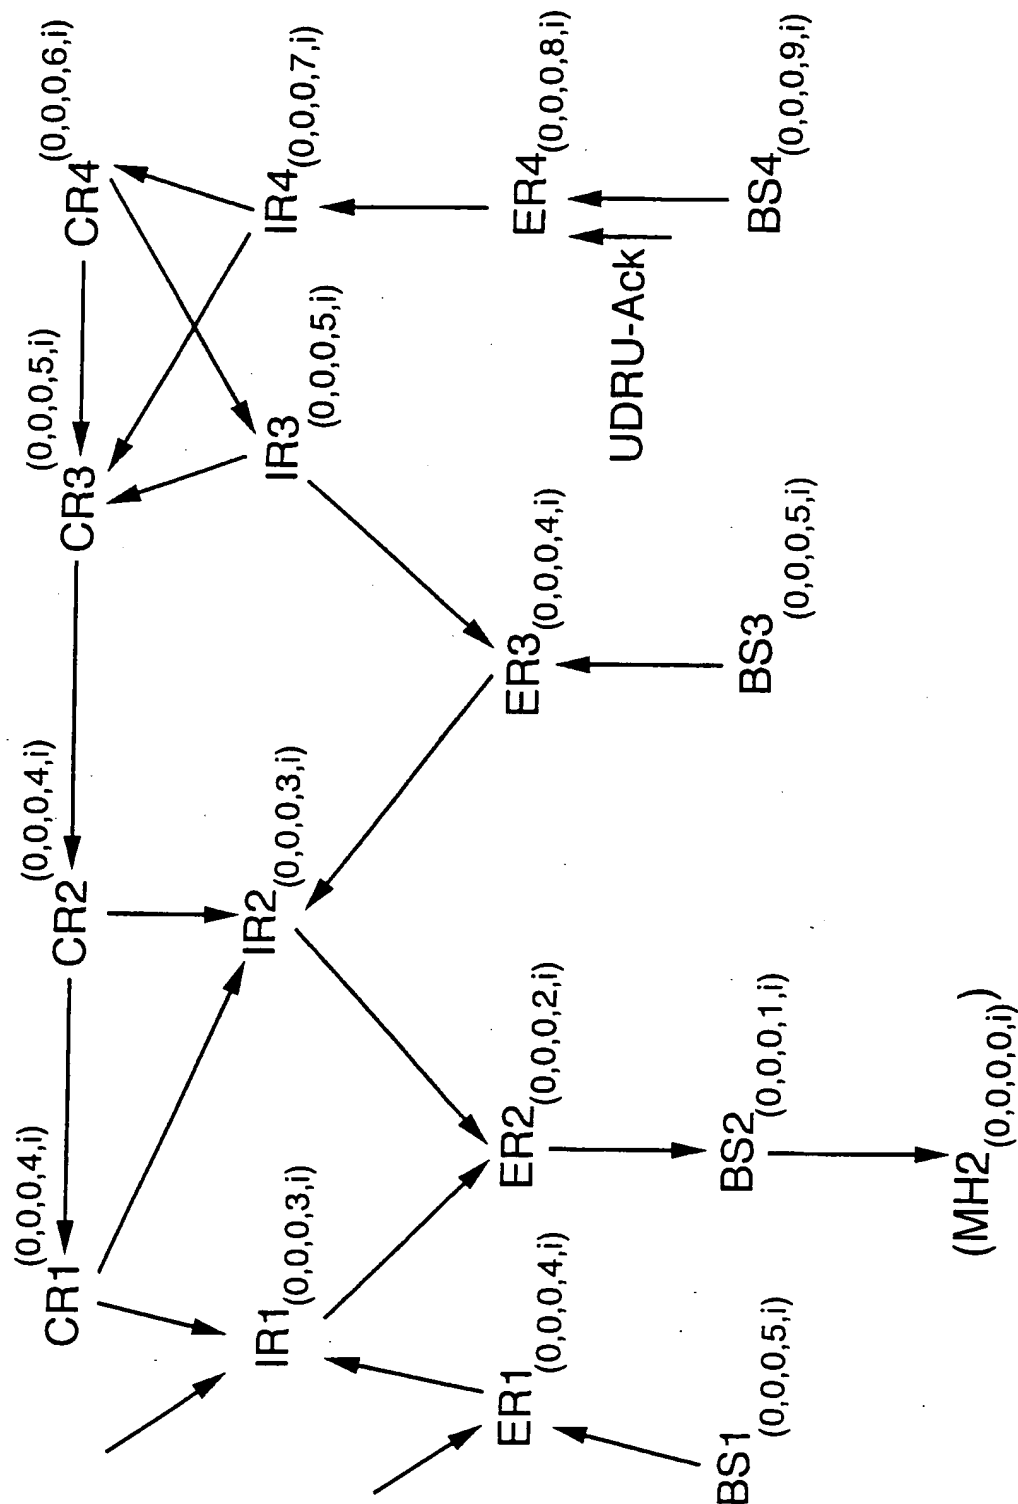 CR1 (0,0,0,4,i)
CR2 (0,0,0,4,i)
CR3 (0,0,0,5,i)
CR4 (0,0,0,6,i)
IR1 (0,0,0,3,i)
IR2 (0,0,0,3,i)
IR3 (0,0,0,5,i)
IR4 (0,0,0,7,i)
ER1 (0,0,0,4,i)
ER2 (0,0,0,2,i)
ER3 (0,0,0,4,i)
ER4 (0,0,0,8,i)
UDRU-Ack
BS1 (0,0,0,5,i)
BS2 (0,0,0,1,i)
BS3 (0,0,0,5,i)
BS4 (0,0,0,9,i)
(MH2 (0,0,0,0,i))